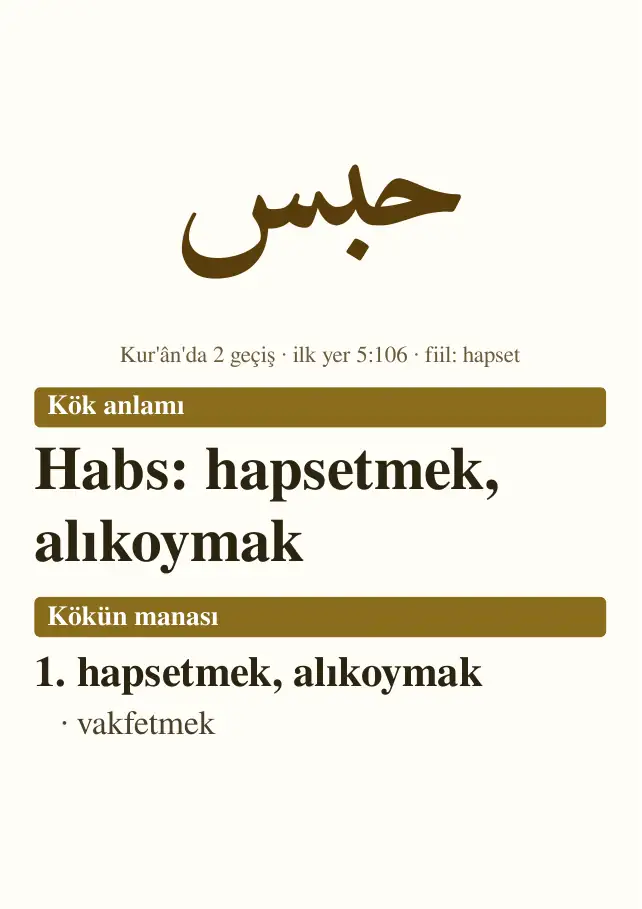 حبس
Kur'ân'da 2 geçiş · ilk yer 5:106 · fiil: hapset
Kök anlamı
Habs: hapsetmek,
alıkoymak
Kökün manası
1. hapsetmek, alıkoymak
· vakfetmek